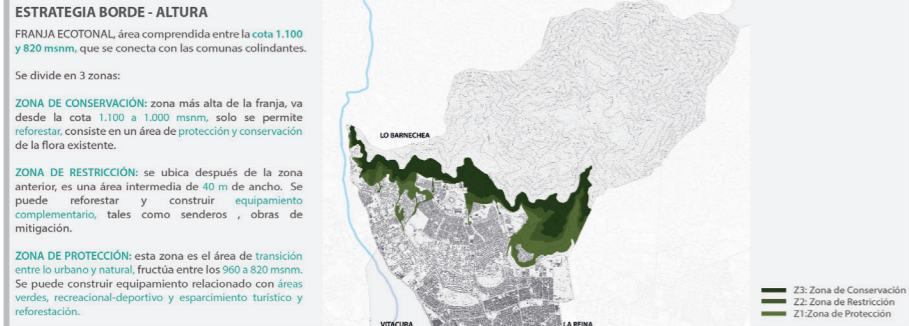 ESTRATEGIA BORDE - ALTURA
FRANJA ECOTONAL, área comprendida entre la cota 1.100
y 820 msnm, que se conecta con las comunas colindantes.
Se divide en 3 zonas:
ZONA DE CONSERVACIÓN: zona más alta de la franja, va
desde la cota 1.100 a 1.000 msnm, solo se permite
reforestar, consiste en un área de protección y conservación
de la flora existente.
ZONA DE RESTRICCIÓN: se ubica después de la zona
anterior, es una área intermedia de 40 m de ancho. Se
puede reforestar y construir equipamiento
complementario, tales como senderos , obras de
mitigación.
ZONA DE PROTECCIÓN: esta zona es el área de transición
entre lo urbano y natural, fructúa entre los 960 a 820 msnm.
Se puede construir equipamiento relacionado con áreas
verdes, recreacional-deportivo y esparcimiento turístico y
reforestación.
LO BARNECHEA
VITACURA
LA REINA
Z3: Zona de Conservación
Z2: Zona de Restricción
Z1:Zona de Protección